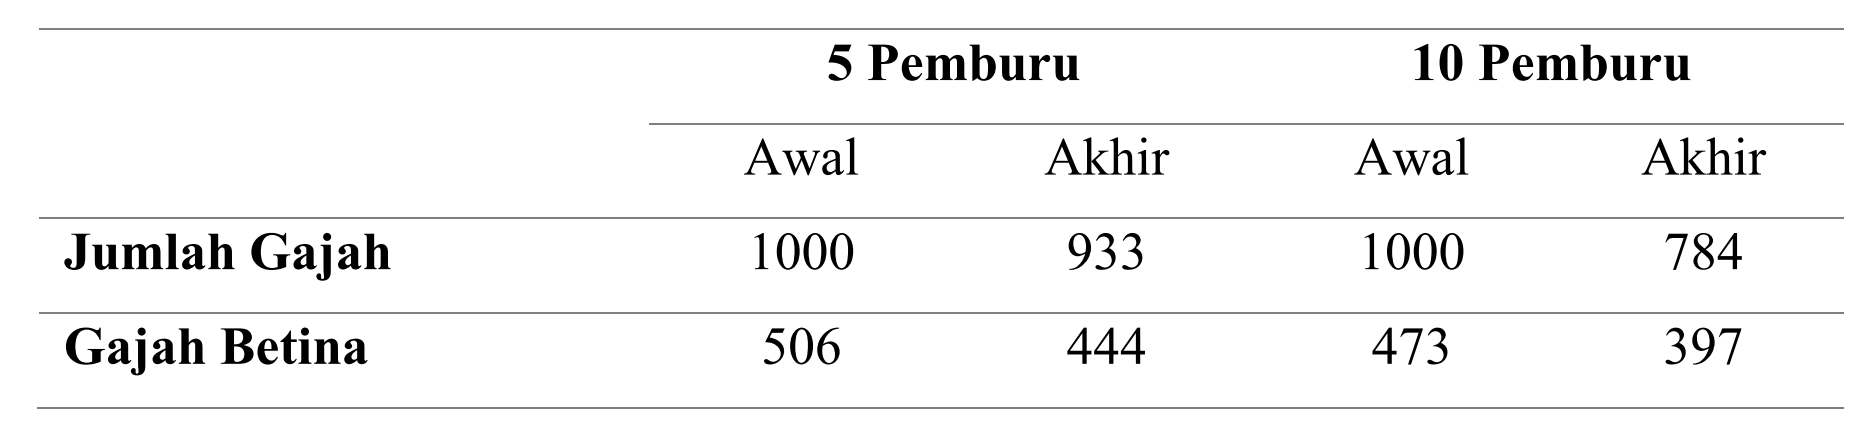 5 Pemburu 10 Pemburu
Awal Akhir Awal Akhir
Jumlah Gajah 1000 933 1000 784
Gajah Betina 506 444 473 397